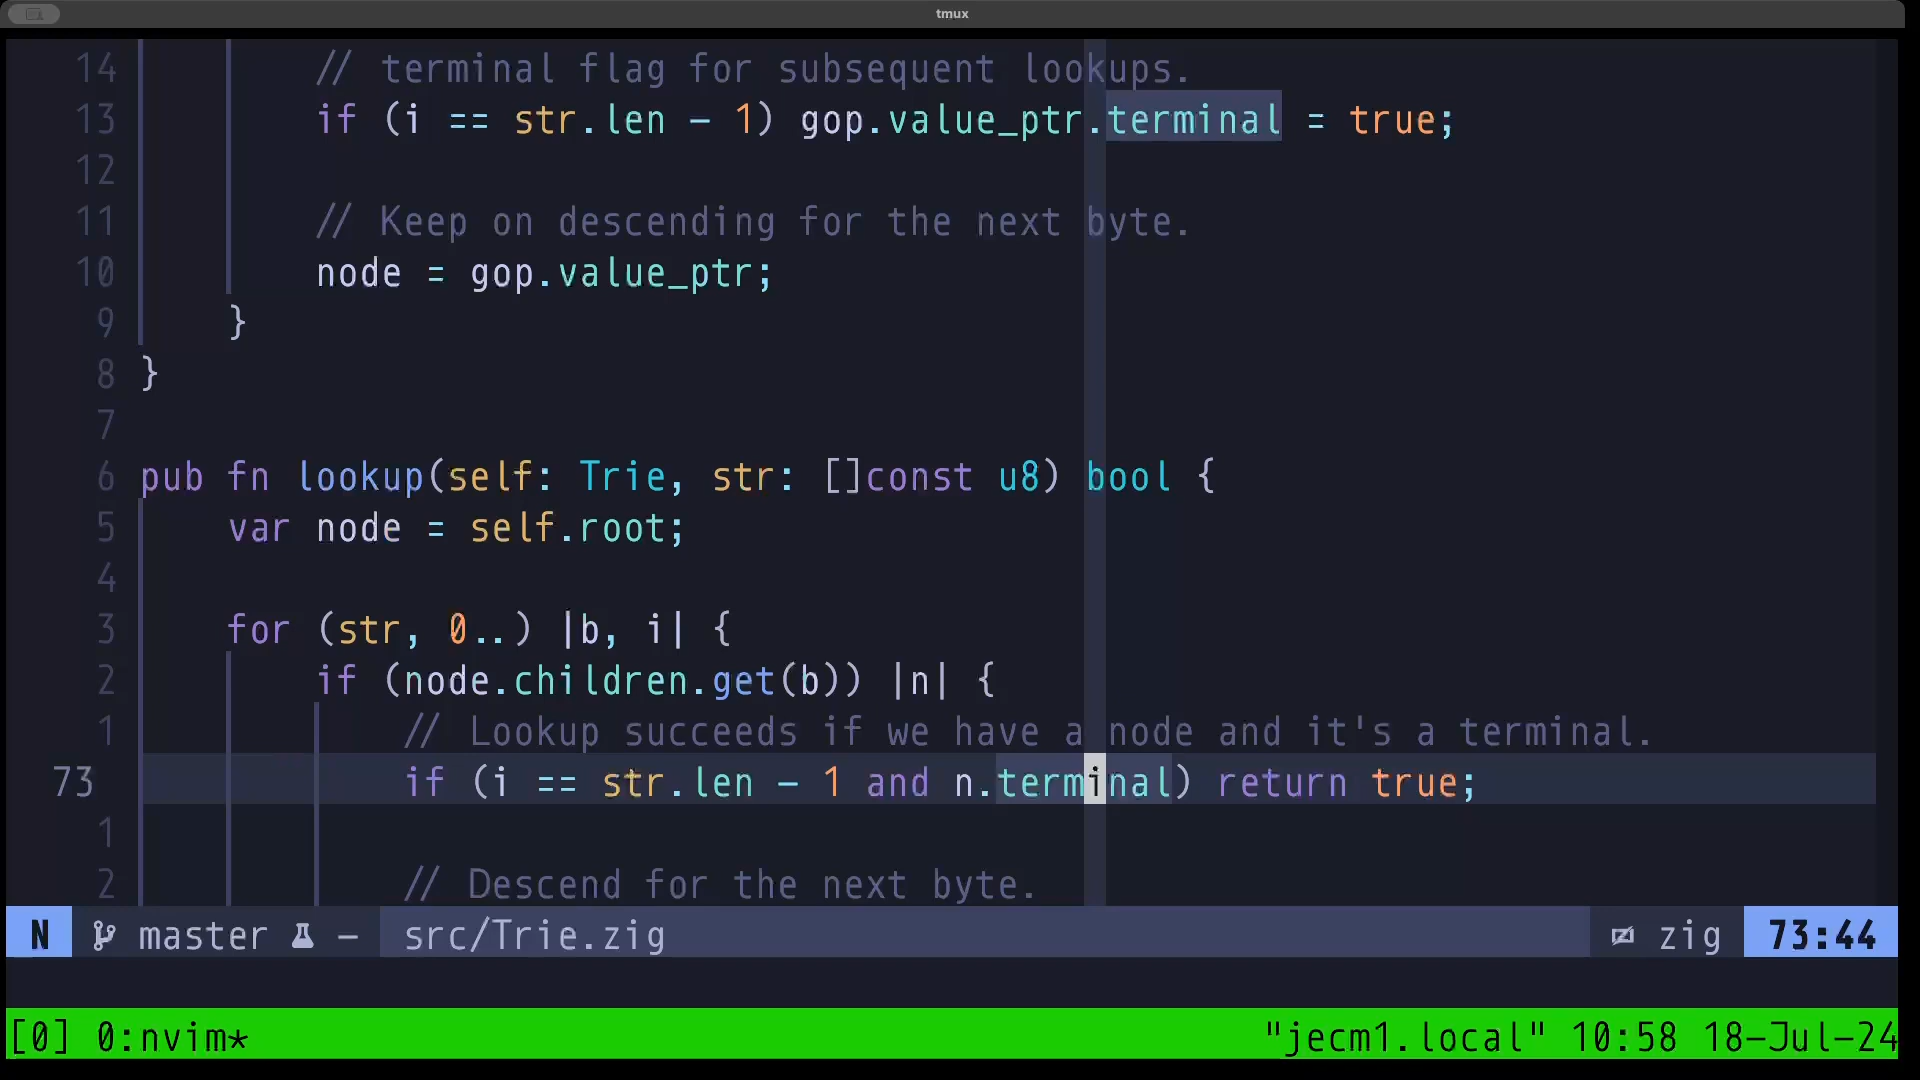 tmux
14 // terminal flag for subsequent lookups.
13 if (i == str.len - 1) gop.value_ptr.terminal = true;
12
11 // Keep on descending for the next byte.
10 node = gop.value_ptr;
9 }
8 }
7
6 pub fn lookup(self: Trie, str: []const u8) bool {
5 var node = self.root;
4
3 for (str, 0..) |b, i| {
2 if (node.children.get(b)) |n| {
1 // Lookup succeeds if we have a node and it's a terminal.
73 if (i == str.len - 1 and n.terminal) return true;
1
2 // Descend for the next byte.
N master – src/Trie.zig zig 73:44
[0] 0:nvim* "jecm1.local" 10:58 18-Jul-24